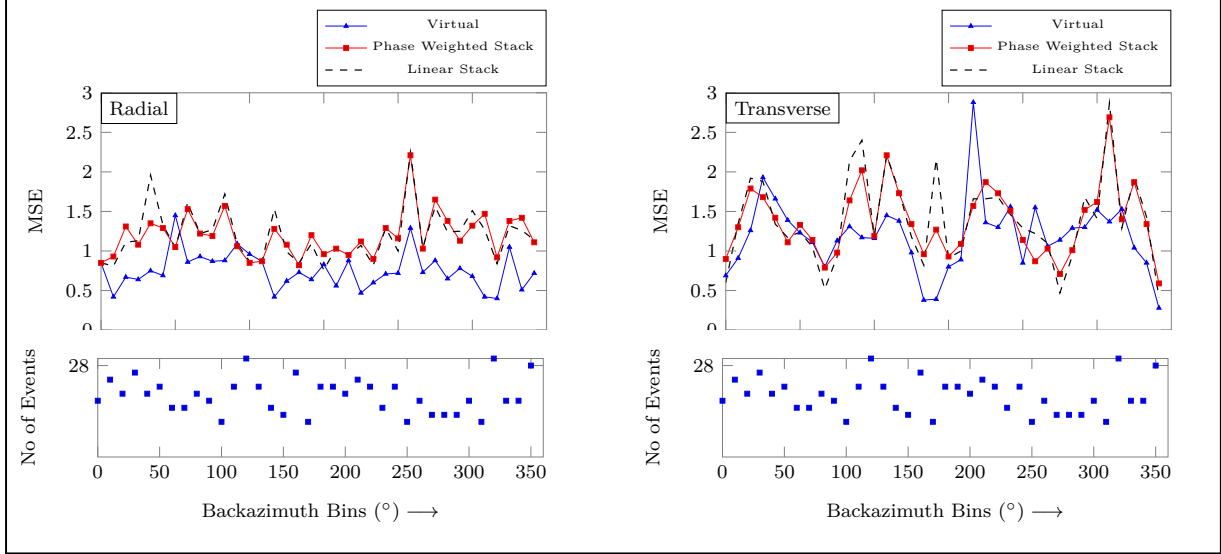 Virtual
Phase Weighted Stack
Linear Stack
Radial
3
2.5
2
1.5
1
0.5
0
MSE
28
No of Events
0 50 100 150 200 250 300 350
Backazimuth Bins (°) ⟶
Virtual
Phase Weighted Stack
Linear Stack
Transverse
3
2.5
2
1.5
1
0.5
0
MSE
28
No of Events
0 50 100 150 200 250 300 350
Backazimuth Bins (°) ⟶